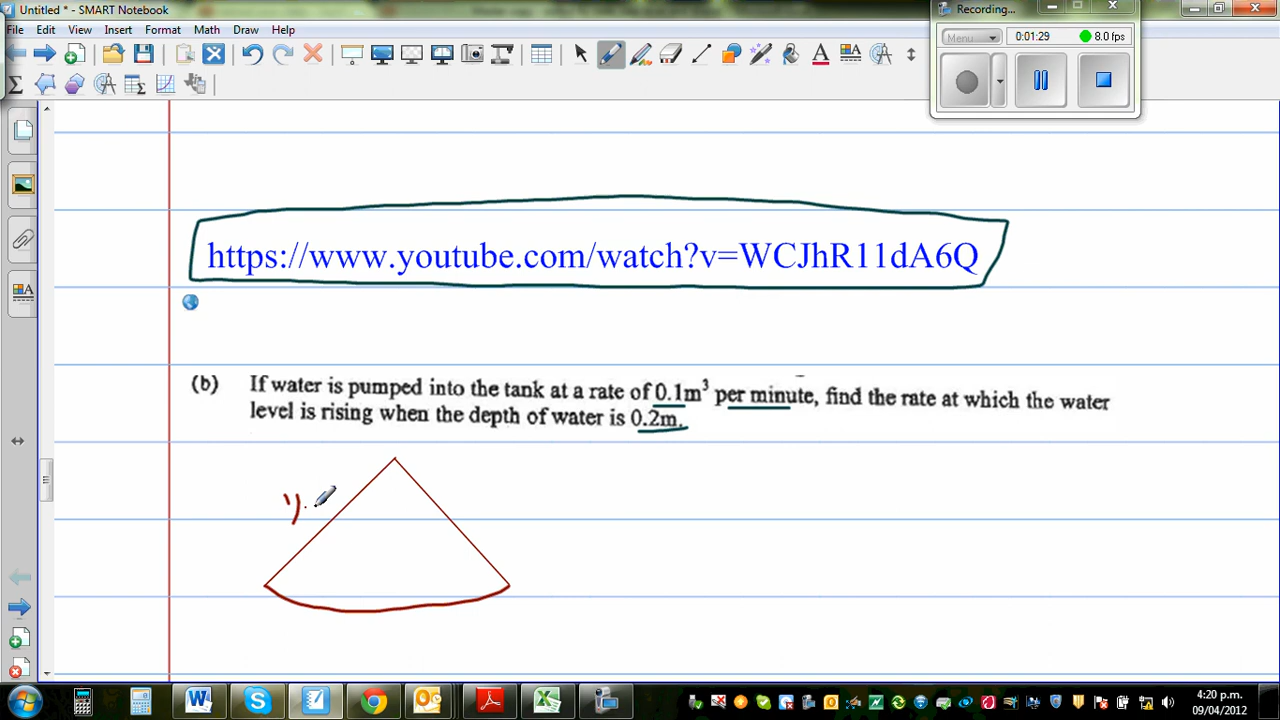 Untitled * - SMART Notebook
Recording...
File Edit View Insert Format Math Draw Help
Menu 0:01:29 8.0 fps
https://www.youtube.com/watch?v=WCJhR11dA6Q
(b) If water is pumped into the tank at a rate of 0.1m³ per minute, find the rate at which the water
level is rising when the depth of water is 0.2m.
4:20 p.m.
09/04/2012